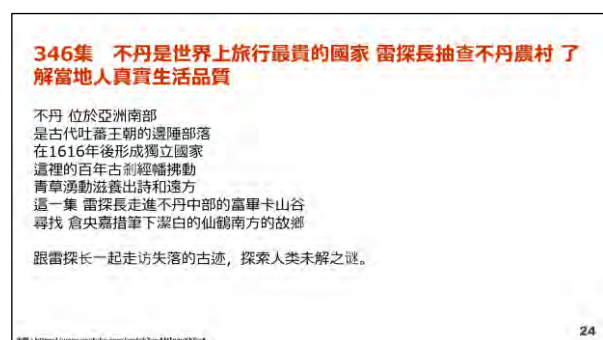 346集 不丹是世界上旅行最貴的國家 雷探長抽查不丹農村 了
解當地人真實生活品質
不丹 位於亞洲南部
是古代吐蕃王朝的邊陲部落
在1616年後形成獨立國家
這裡的百年古剎經幡拂動
青草湧動滋養出詩和遠方
這一集 雷探長走進不丹中部的富畢卡山谷
尋找 倉央嘉措筆下潔白的仙鶴南方的故鄉
跟雷探长一起走访失落的古迹，探索人类未解之谜。
24